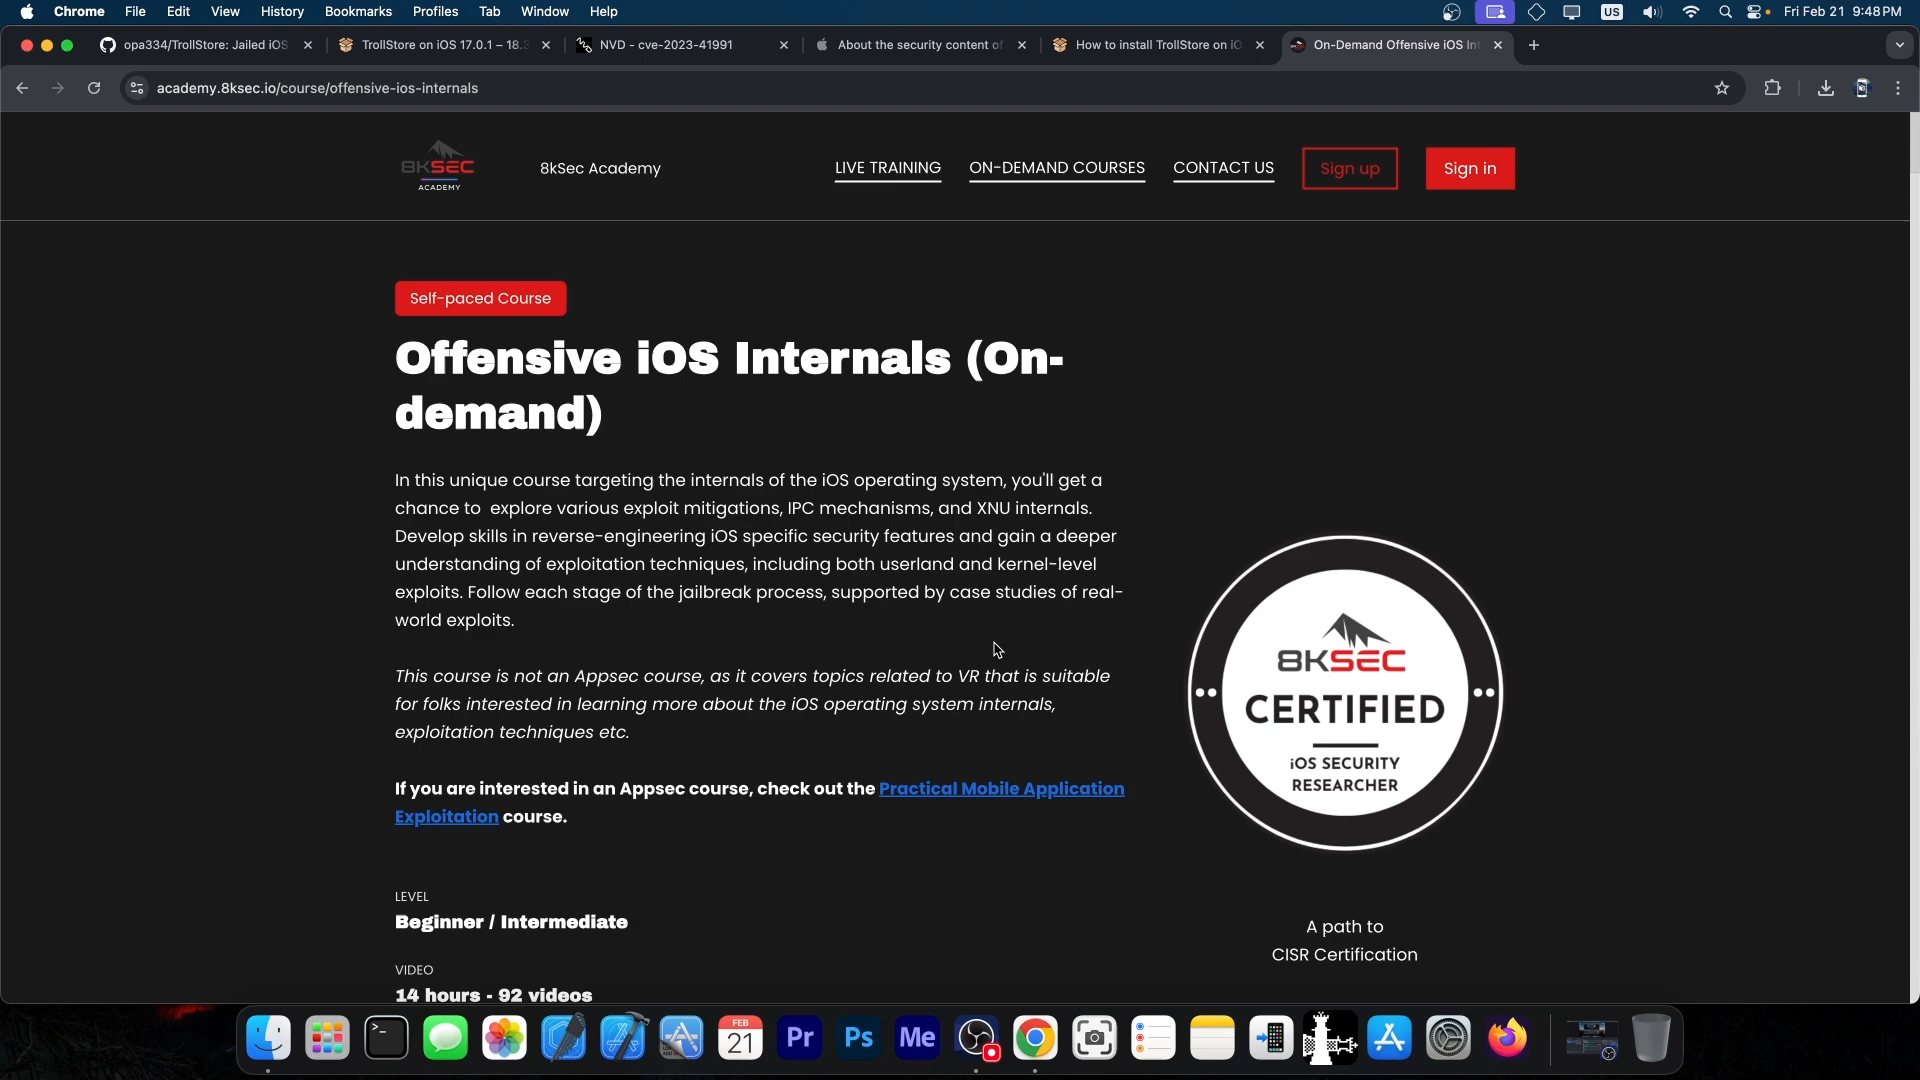 Chrome File Edit View History Bookmarks Profiles Tab Window Help US Fri Feb 21 9:48 PM
opa334/TrollStore: Jailed iOS TrollStore on iOS 17.0.1 – 18.3 NVD - cve-2023-41991 About the security content of How to install TrollStore on iO On-Demand Offensive iOS Int
academy.8ksec.io/course/offensive-ios-internals
8KSEC
ACADEMY
8kSec Academy LIVE TRAINING ON-DEMAND COURSES CONTACT US Sign up Sign in
Self-paced Course
Offensive iOS Internals (On-
demand)
In this unique course targeting the internals of the iOS operating system, you'll get a
chance to explore various exploit mitigations, IPC mechanisms, and XNU internals.
Develop skills in reverse-engineering iOS specific security features and gain a deeper
understanding of exploitation techniques, including both userland and kernel-level
exploits. Follow each stage of the jailbreak process, supported by case studies of real-
world exploits.
This course is not an Appsec course, as it covers topics related to VR that is suitable
for folks interested in learning more about the iOS operating system internals,
exploitation techniques etc.
If you are interested in an Appsec course, check out the Practical Mobile Application
Exploitation course.
LEVEL
Beginner / Intermediate
VIDEO
14 hours - 92 videos
8KSEC
CERTIFIED
iOS SECURITY
RESEARCHER
A path to
CISR Certification
FEB
21
Pr
Ps
Me